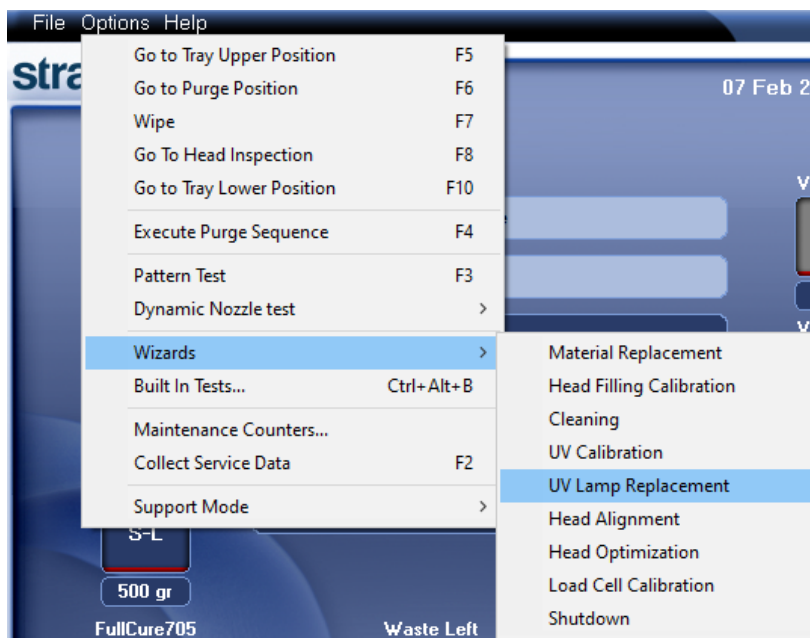 File Options Help
Go to Tray Upper Position F5
Go to Purge Position F6
Wipe F7
Go To Head Inspection F8
Go to Tray Lower Position F10
Execute Purge Sequence F4
Pattern Test F3
Dynamic Nozzle test >
Wizards >
Built In Tests... Ctrl+Alt+B
Maintenance Counters...
Collect Service Data F2
Support Mode >
Material Replacement
Head Filling Calibration
Cleaning
UV Calibration
UV Lamp Replacement
Head Alignment
Head Optimization
Load Cell Calibration
Shutdown
stra
07 Feb 2
V
V
S-L
500 gr
FullCure705
Waste Left